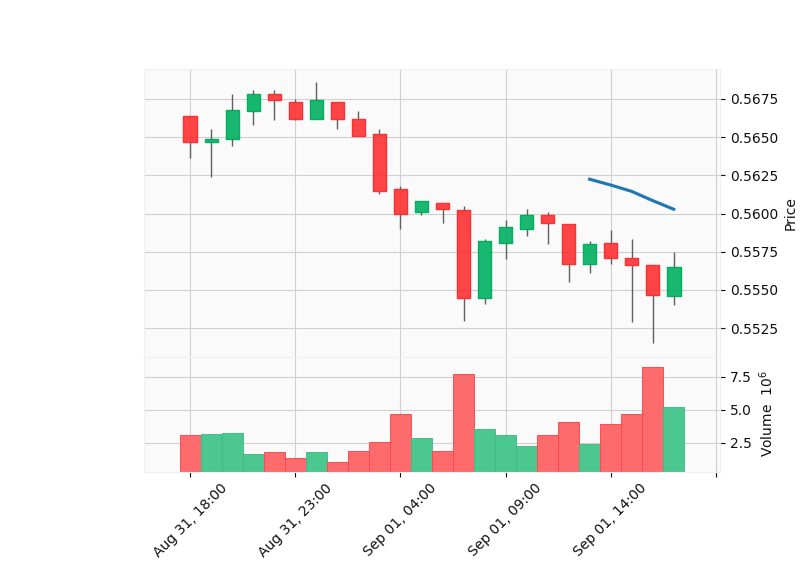 0.5675
0.5650
0.5625
0.5600
0.5575
0.5550
0.5525
Price
7.5
5.0
2.5
Volume 10⁶
Aug 31, 18:00
Aug 31, 23:00
Sep 01, 04:00
Sep 01, 09:00
Sep 01, 14:00